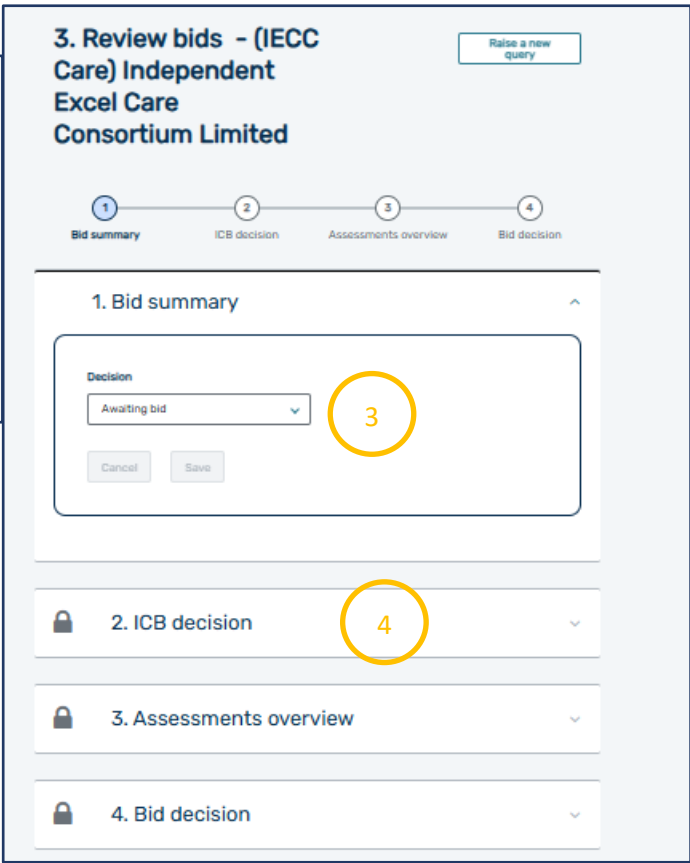 3. Review bids - (IECC
Care) Independent
Excel Care
Consortium Limited
Raise a new
query
1
2
3
4
Bid summary
ICB decision
Assessments overview
Bid decision
1. Bid summary
Decision
Awaiting bid
3
Cancel
Save
2. ICB decision
4
3. Assessments overview
4. Bid decision